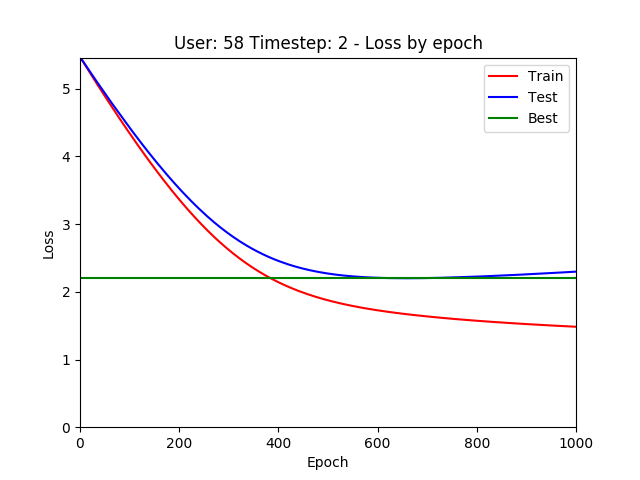 User: 58 Timestep: 2 - Loss by epoch
Train
Test
Best
5
4
3
2
1
0
Loss
0 200 400 600 800 1000
Epoch